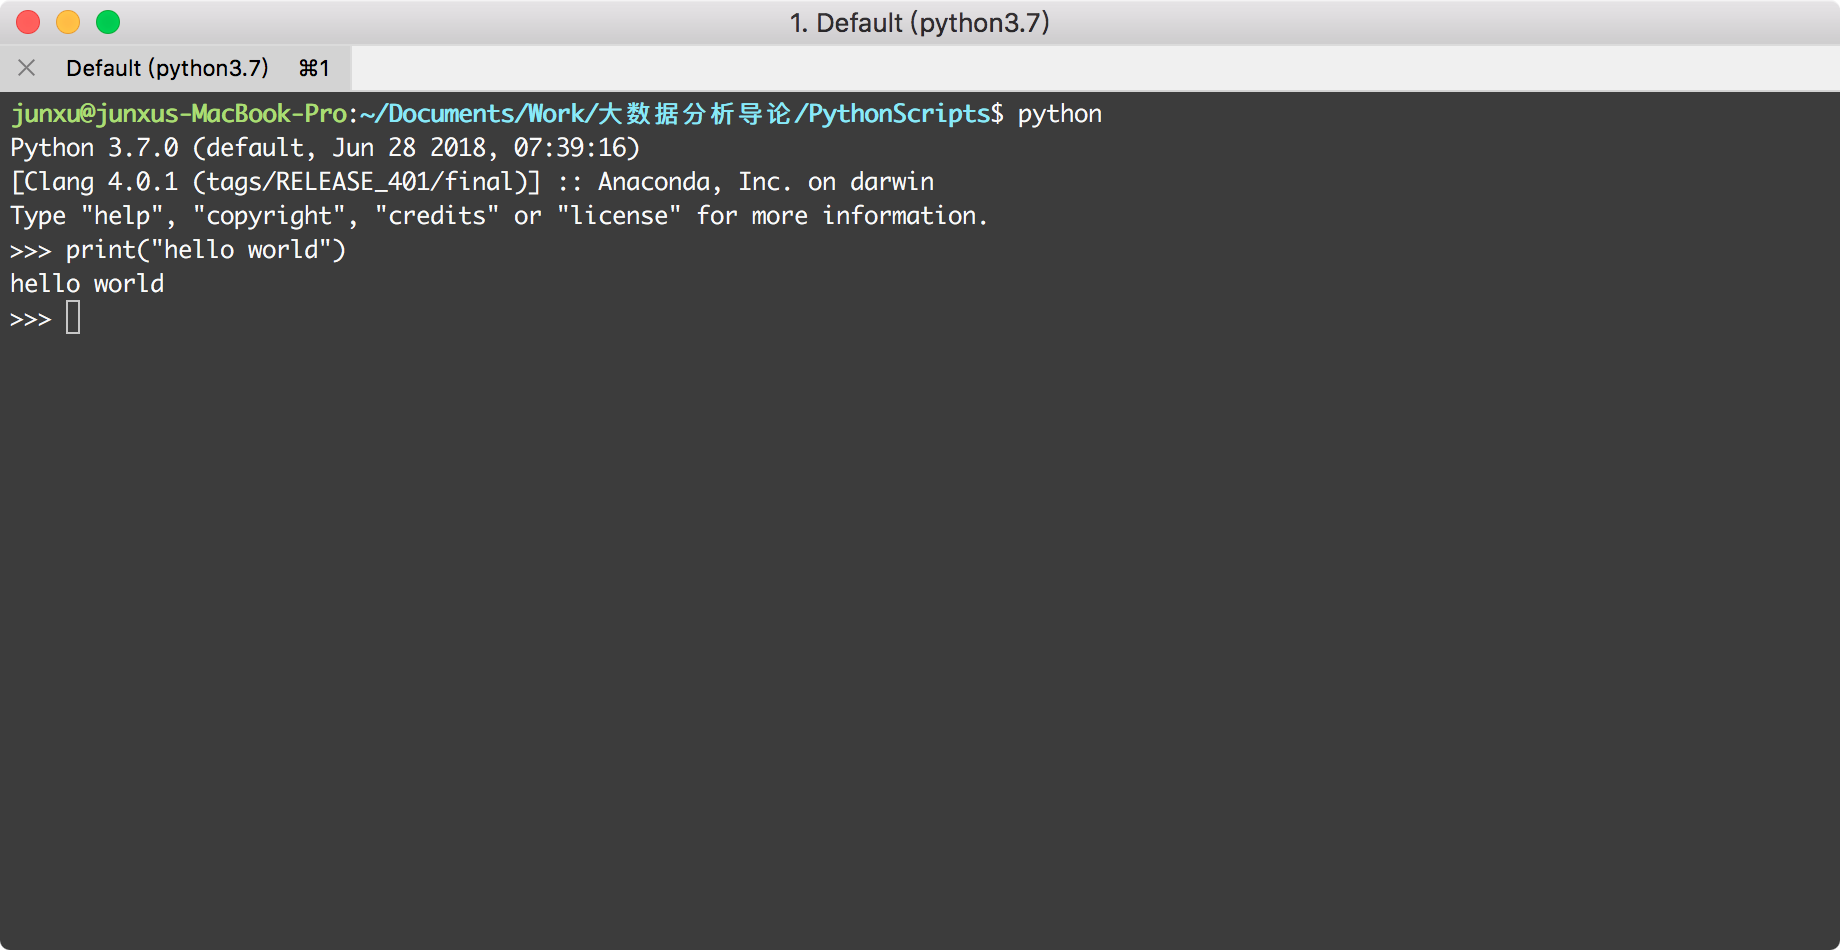 1. Default (python3.7)
Default (python3.7) ⌘1
junxu@junxus-MacBook-Pro:~/Documents/Work/大数据分析导论/PythonScripts$ python
Python 3.7.0 (default, Jun 28 2018, 07:39:16)
[Clang 4.0.1 (tags/RELEASE_401/final)] :: Anaconda, Inc. on darwin
Type "help", "copyright", "credits" or "license" for more information.
>>> print("hello world")
hello world
>>>